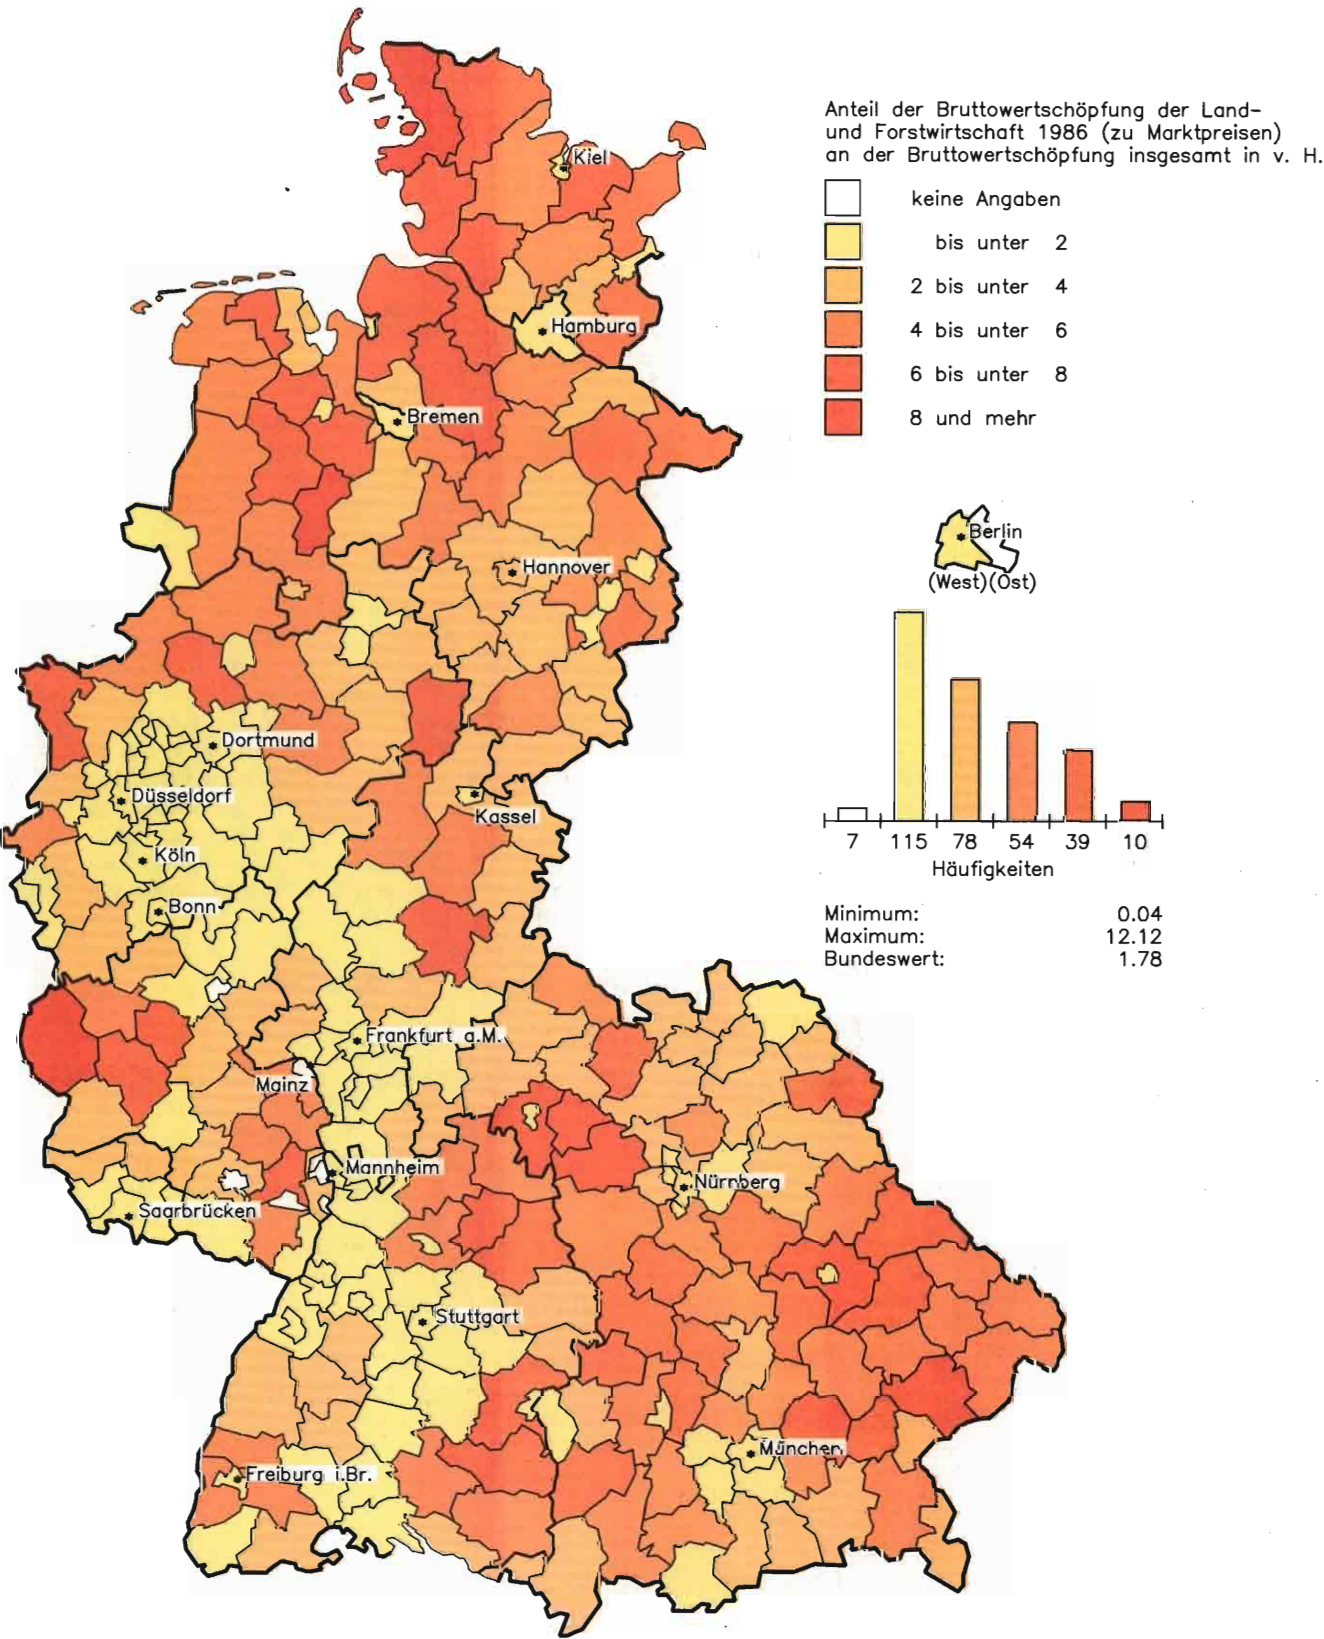 Anteil der Bruttowertschöpfung der Land-
und Forstwirtschaft 1986 (zu Marktpreisen)
an der Bruttowertschöpfung insgesamt in v. H.
keine Angaben
bis unter 2
2 bis unter 4
4 bis unter 6
6 bis unter 8
8 und mehr
Kiel
Hamburg
Bremen
Hannover
Berlin
(West)(Ost)
Dortmund
Düsseldorf
Kassel
Köln
Bonn
7 115 78 54 39 10
Häufigkeiten
Minimum: 0.04
Maximum: 12.12
Bundeswert: 1.78
Frankfurt a.M.
Mainz
Mannheim
Nürnberg
Saarbrücken
Stuttgart
München
Freiburg i.Br.